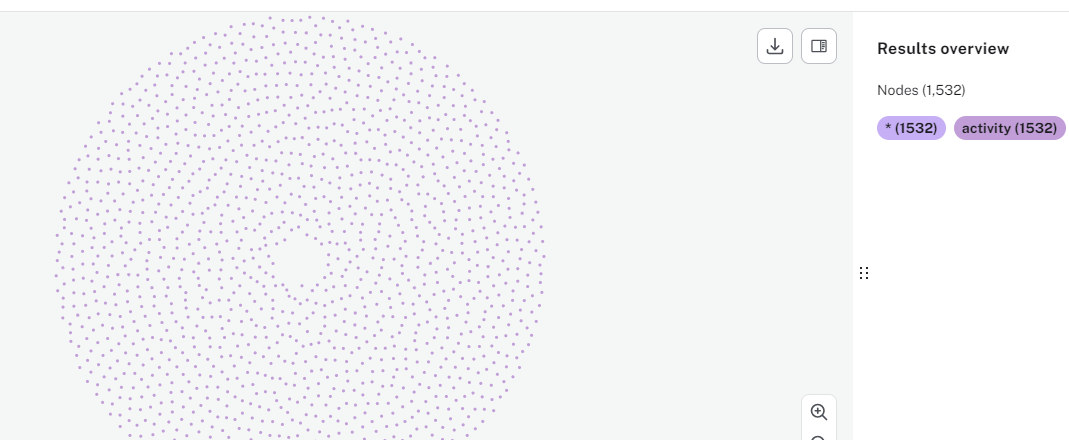 Results overview
Nodes (1,532)
* (1532) activity (1532)